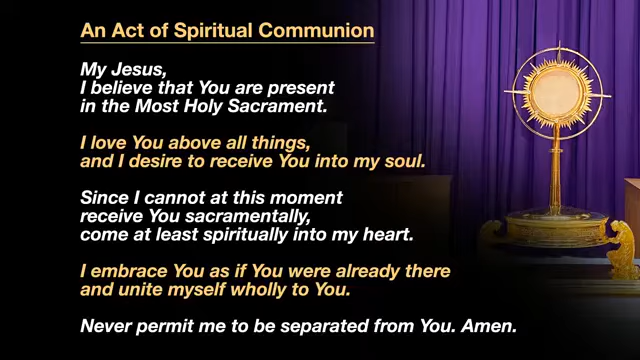 An Act of Spiritual Communion
My Jesus,
I believe that You are present
in the Most Holy Sacrament.
I love You above all things,
and I desire to receive You into my soul.
Since I cannot at this moment
receive You sacramentally,
come at least spiritually into my heart.
I embrace You as if You were already there
and unite myself wholly to You.
Never permit me to be separated from You. Amen.